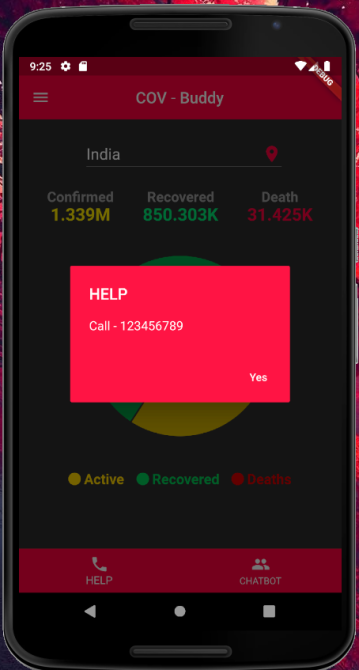 9:25
DEBUG
COV - Buddy
India
Confirmed Recovered Death
1.339M 850.303K 31.425K
HELP
Call - 123456789
Yes
Active Recovered Deaths
HELP CHATBOT